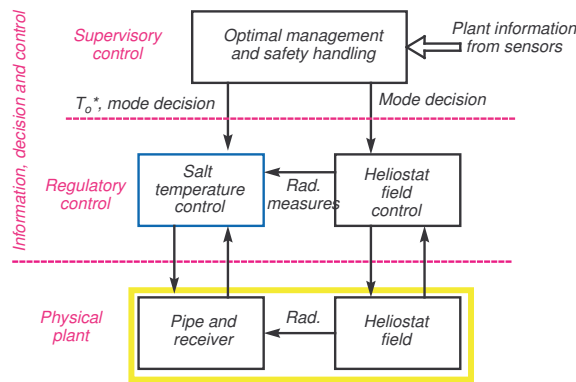 Information, decision and control
Supervisory
control
Optimal management
and safety handling
Plant information
from sensors
T_o*, mode decision
Mode decision
Regulatory
control
Salt
temperature
control
Rad.
measures
Heliostat
field
control
Physical
plant
Pipe and
receiver
Rad.
Heliostat
field